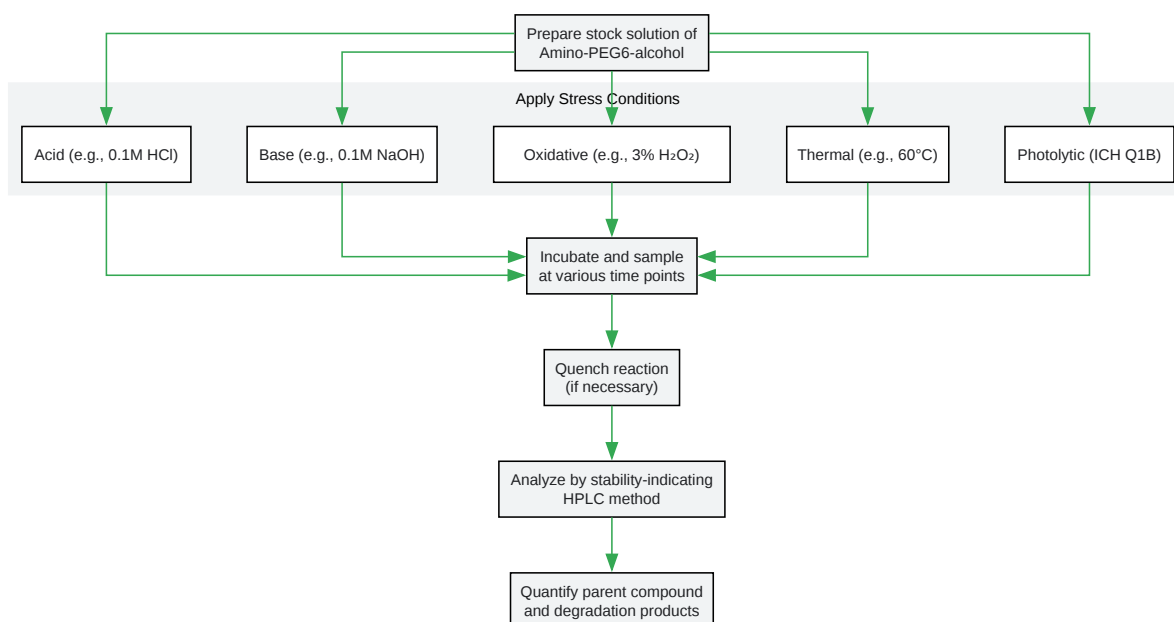 Prepare stock solution of
Amino-PEG6-alcohol
Apply Stress Conditions
Acid (e.g., 0.1M HCl)
Base (e.g., 0.1M NaOH)
Oxidative (e.g., 3% H₂O₂)
Thermal (e.g., 60°C)
Photolytic (ICH Q1B)
Incubate and sample
at various time points
Quench reaction
(if necessary)
Analyze by stability-indicating
HPLC method
Quantify parent compound
and degradation products